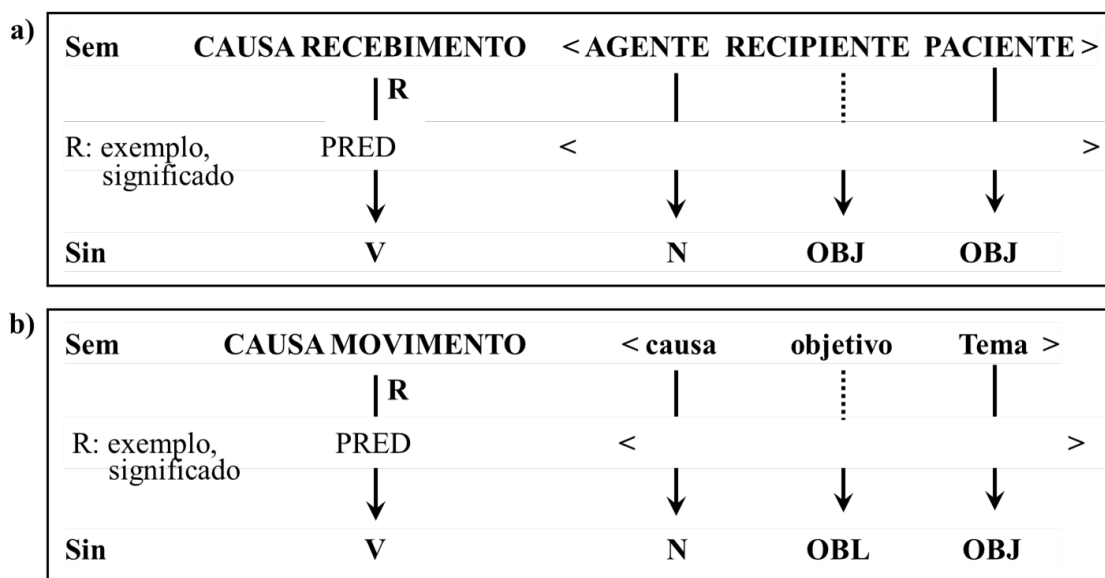 a)
Sem CAUSA RECEBIMENTO < AGENTE RECIPIENTE PACIENTE >
R
R: exemplo, PRED < >
significado
Sin V N OBJ OBJ
b)
Sem CAUSA MOVIMENTO < causa objetivo Tema >
R
R: exemplo, PRED < >
significado
Sin V N OBL OBJ